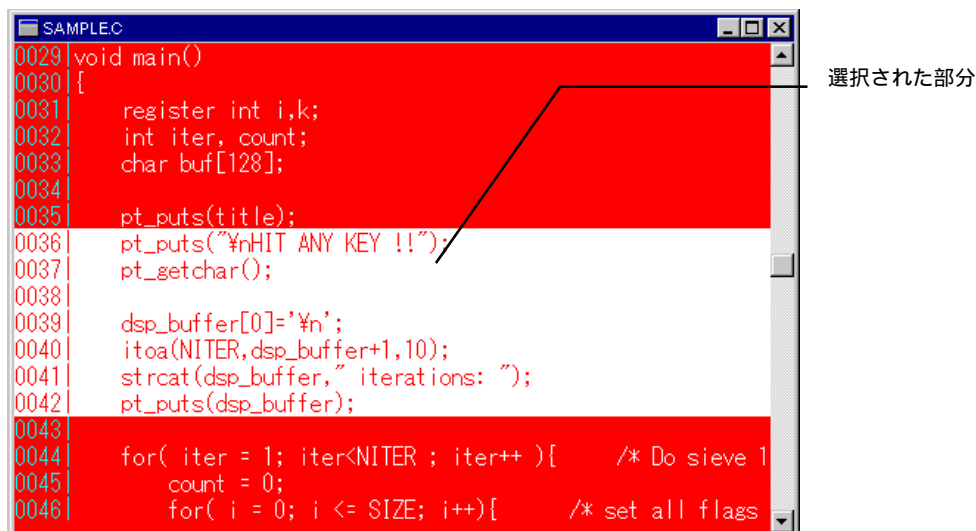 SAMPLE.C
0029|void main()
0030|{
0031|    register int i,k;
0032|    int iter, count;
0033|    char buf[128];
0034|
0035|    pt_puts(title);
0036|    pt_puts("¥nHIT ANY KEY !!");
0037|    pt_getchar();
0038|
0039|    dsp_buffer[0]='¥n';
0040|    itoa(NITER,dsp_buffer+1,10);
0041|    strcat(dsp_buffer," iterations: ");
0042|    pt_puts(dsp_buffer);
0043|
0044|    for( iter = 1; iter<NITER ; iter++ ){     /* Do sieve 1
0045|        count = 0;
0046|        for( i = 0; i <= SIZE; i++){     /* set all flags
選択された部分